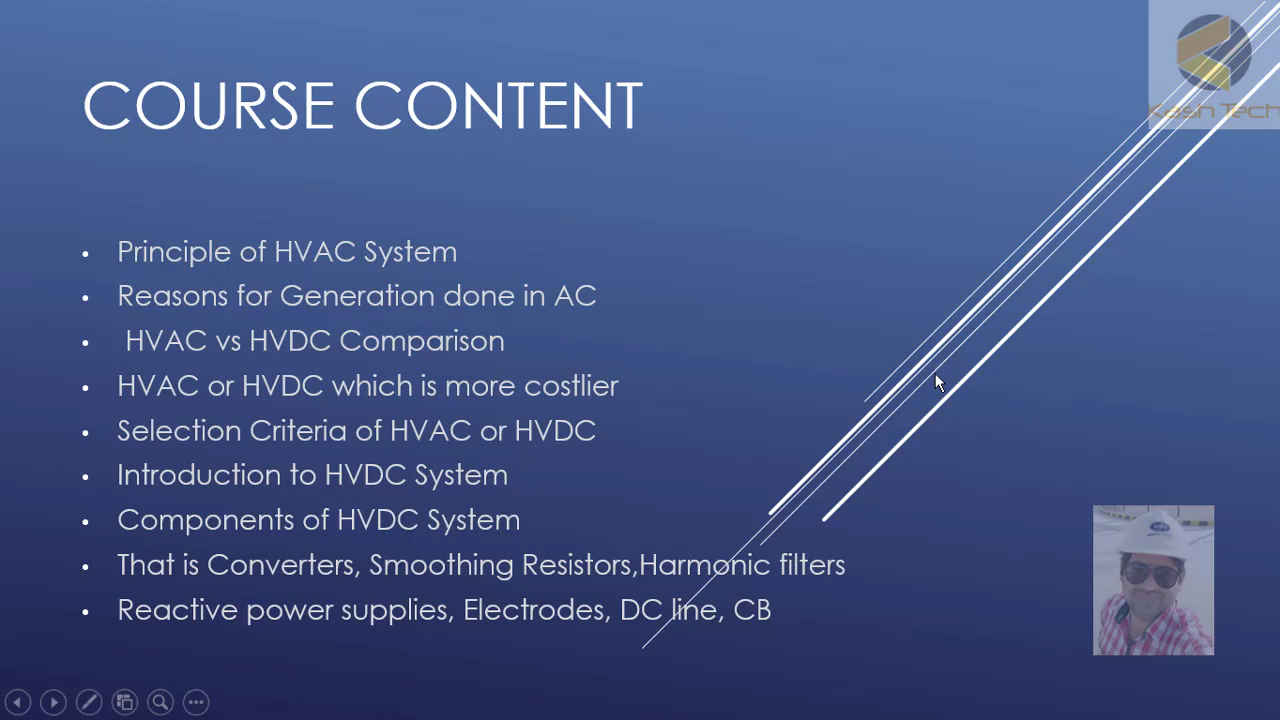 COURSE CONTENT
Kash Tech
• Principle of HVAC System
• Reasons for Generation done in AC
• HVAC vs HVDC Comparison
• HVAC or HVDC which is more costlier
• Selection Criteria of HVAC or HVDC
• Introduction to HVDC System
• Components of HVDC System
• That is Converters, Smoothing Resistors,Harmonic filters
• Reactive power supplies, Electrodes, DC line, CB